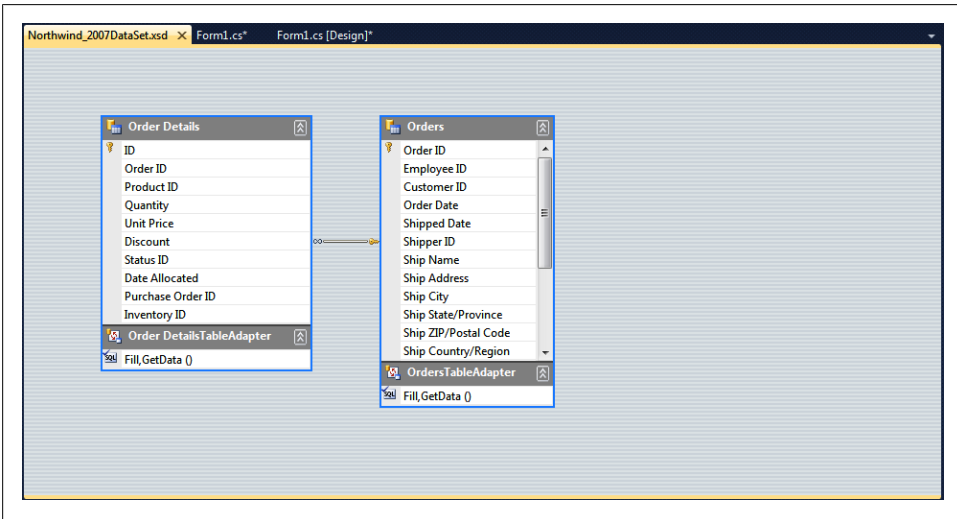 Northwind_2007DataSet.xsd Form1.cs* Form1.cs [Design]*
Order Details
ID
Order ID
Product ID
Quantity
Unit Price
Discount
Status ID
Date Allocated
Purchase Order ID
Inventory ID
Order DetailsTableAdapter
SQL Fill,GetData ()
Orders
Order ID
Employee ID
Customer ID
Order Date
Shipped Date
Shipper ID
Ship Name
Ship Address
Ship City
Ship State/Province
Ship ZIP/Postal Code
Ship Country/Region
OrdersTableAdapter
SQL Fill,GetData ()